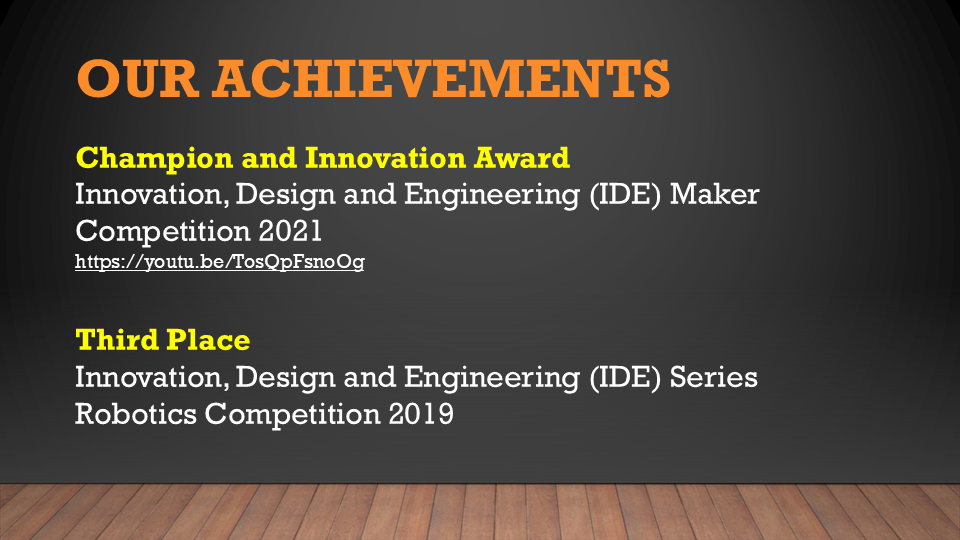 OUR ACHIEVEMENTS
Champion and Innovation Award
Innovation, Design and Engineering (IDE) Maker
Competition 2021
https://youtu.be/TosQpFsnoOg
Third Place
Innovation, Design and Engineering (IDE) Series
Robotics Competition 2019